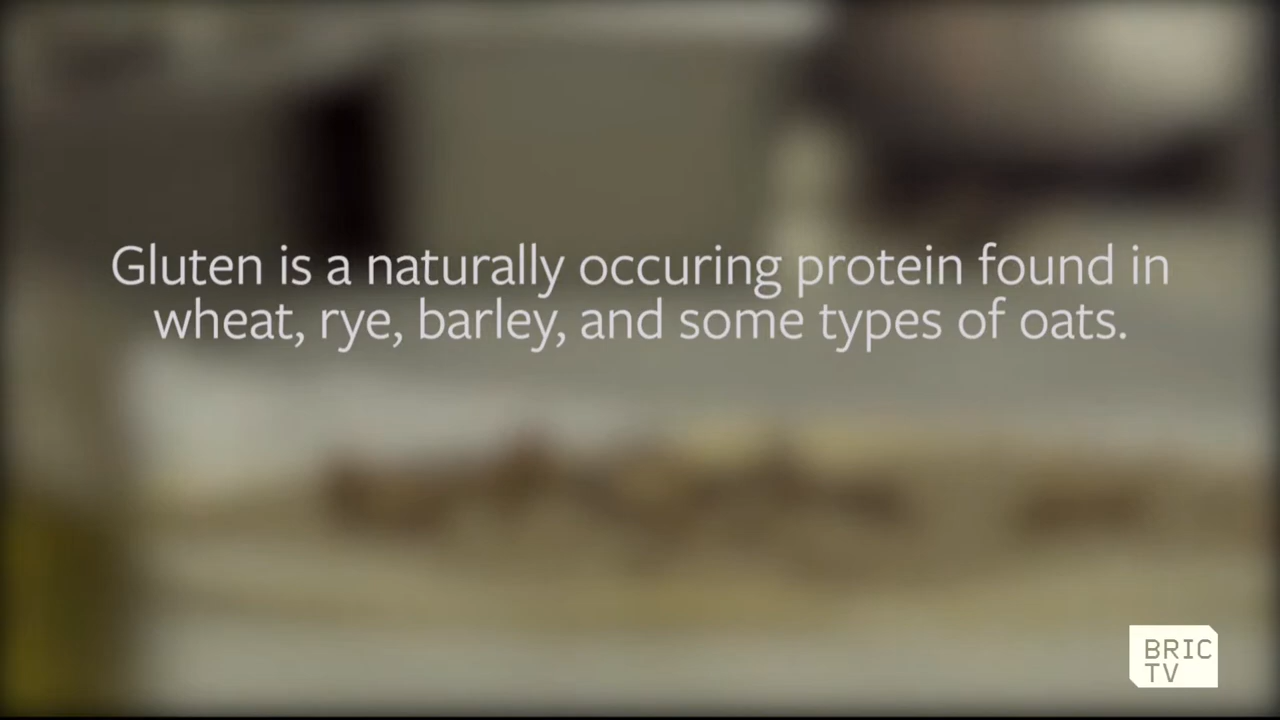 Gluten is a naturally occuring protein found in
wheat, rye, barley, and some types of oats.
BRIC
TV